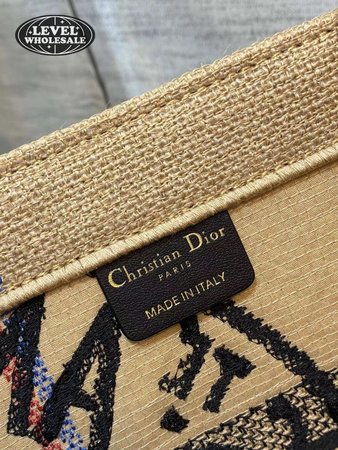 LEVEL
WHOLESALE
Christian Dior
PARIS
MADE IN ITALY